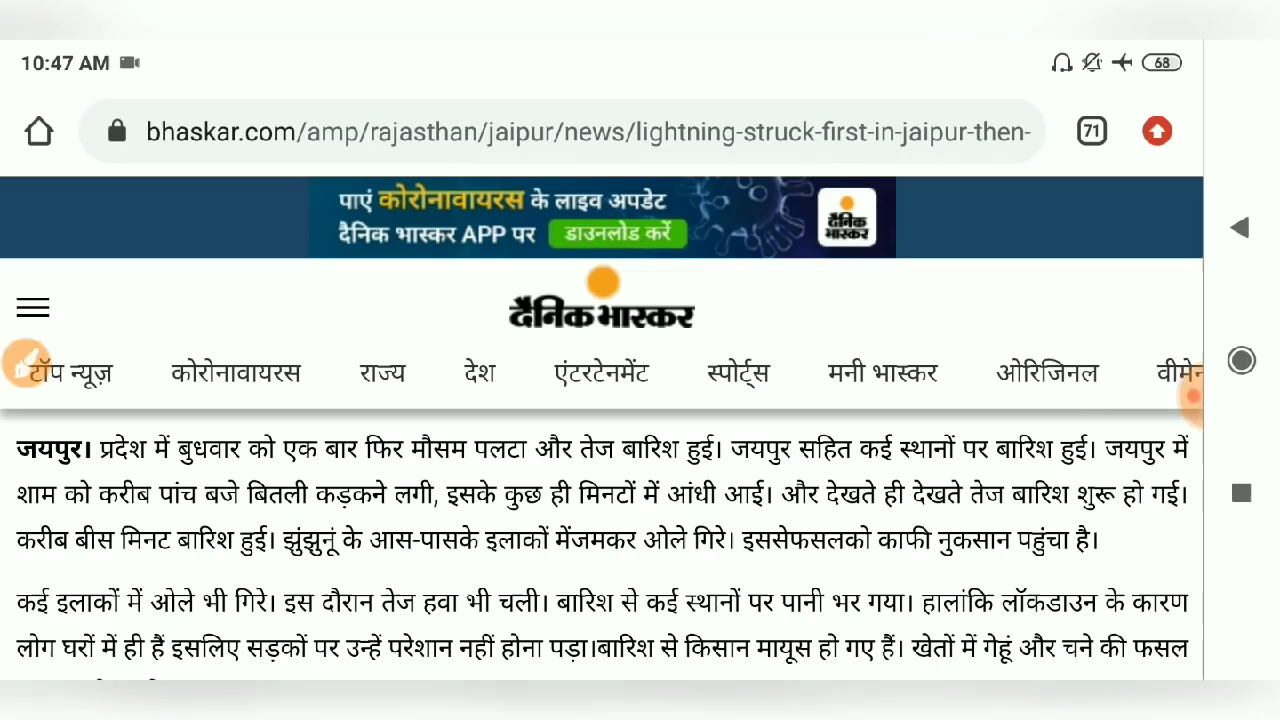 10:47 AM
68
bhaskar.com/amp/rajasthan/jaipur/news/lightning-struck-first-in-jaipur-then-
71
पाएं कोरोनावायरस के लाइव अपडेट
दैनिक भास्कर APP पर डाउनलोड करें
दैनिक
भास्कर
दैनिक भास्कर
टॉप न्यूज़ कोरोनावायरस राज्य देश एंटरटेनमेंट स्पोर्ट्स मनी भास्कर ओरिजिनल
जयपुर। प्रदेश में बुधवार को एक बार फिर मौसम पलटा और तेज बारिश हुई। जयपुर सहित कई स्थानों पर बारिश हुई। जयपुर में
शाम को करीब पांच बजे बितली कड़कने लगी, इसके कुछ ही मिनटों में आंधी आई। और देखते ही देखते तेज बारिश शुरू हो गई।
करीब बीस मिनट बारिश हुई। झुंझुनूं के आस-पासके इलाकों मेंजमकर ओले गिरे। इससेफसलको काफी नुकसान पहुंचा है।
कई इलाकों में ओले भी गिरे। इस दौरान तेज हवा भी चली। बारिश से कई स्थानों पर पानी भर गया। हालांकि लॉकडाउन के कारण
लोग घरों में ही हैं इसलिए सड़कों पर उन्हें परेशान नहीं होना पड़ा।बारिश से किसान मायूस हो गए हैं। खेतों में गेहूं और चने की फसल